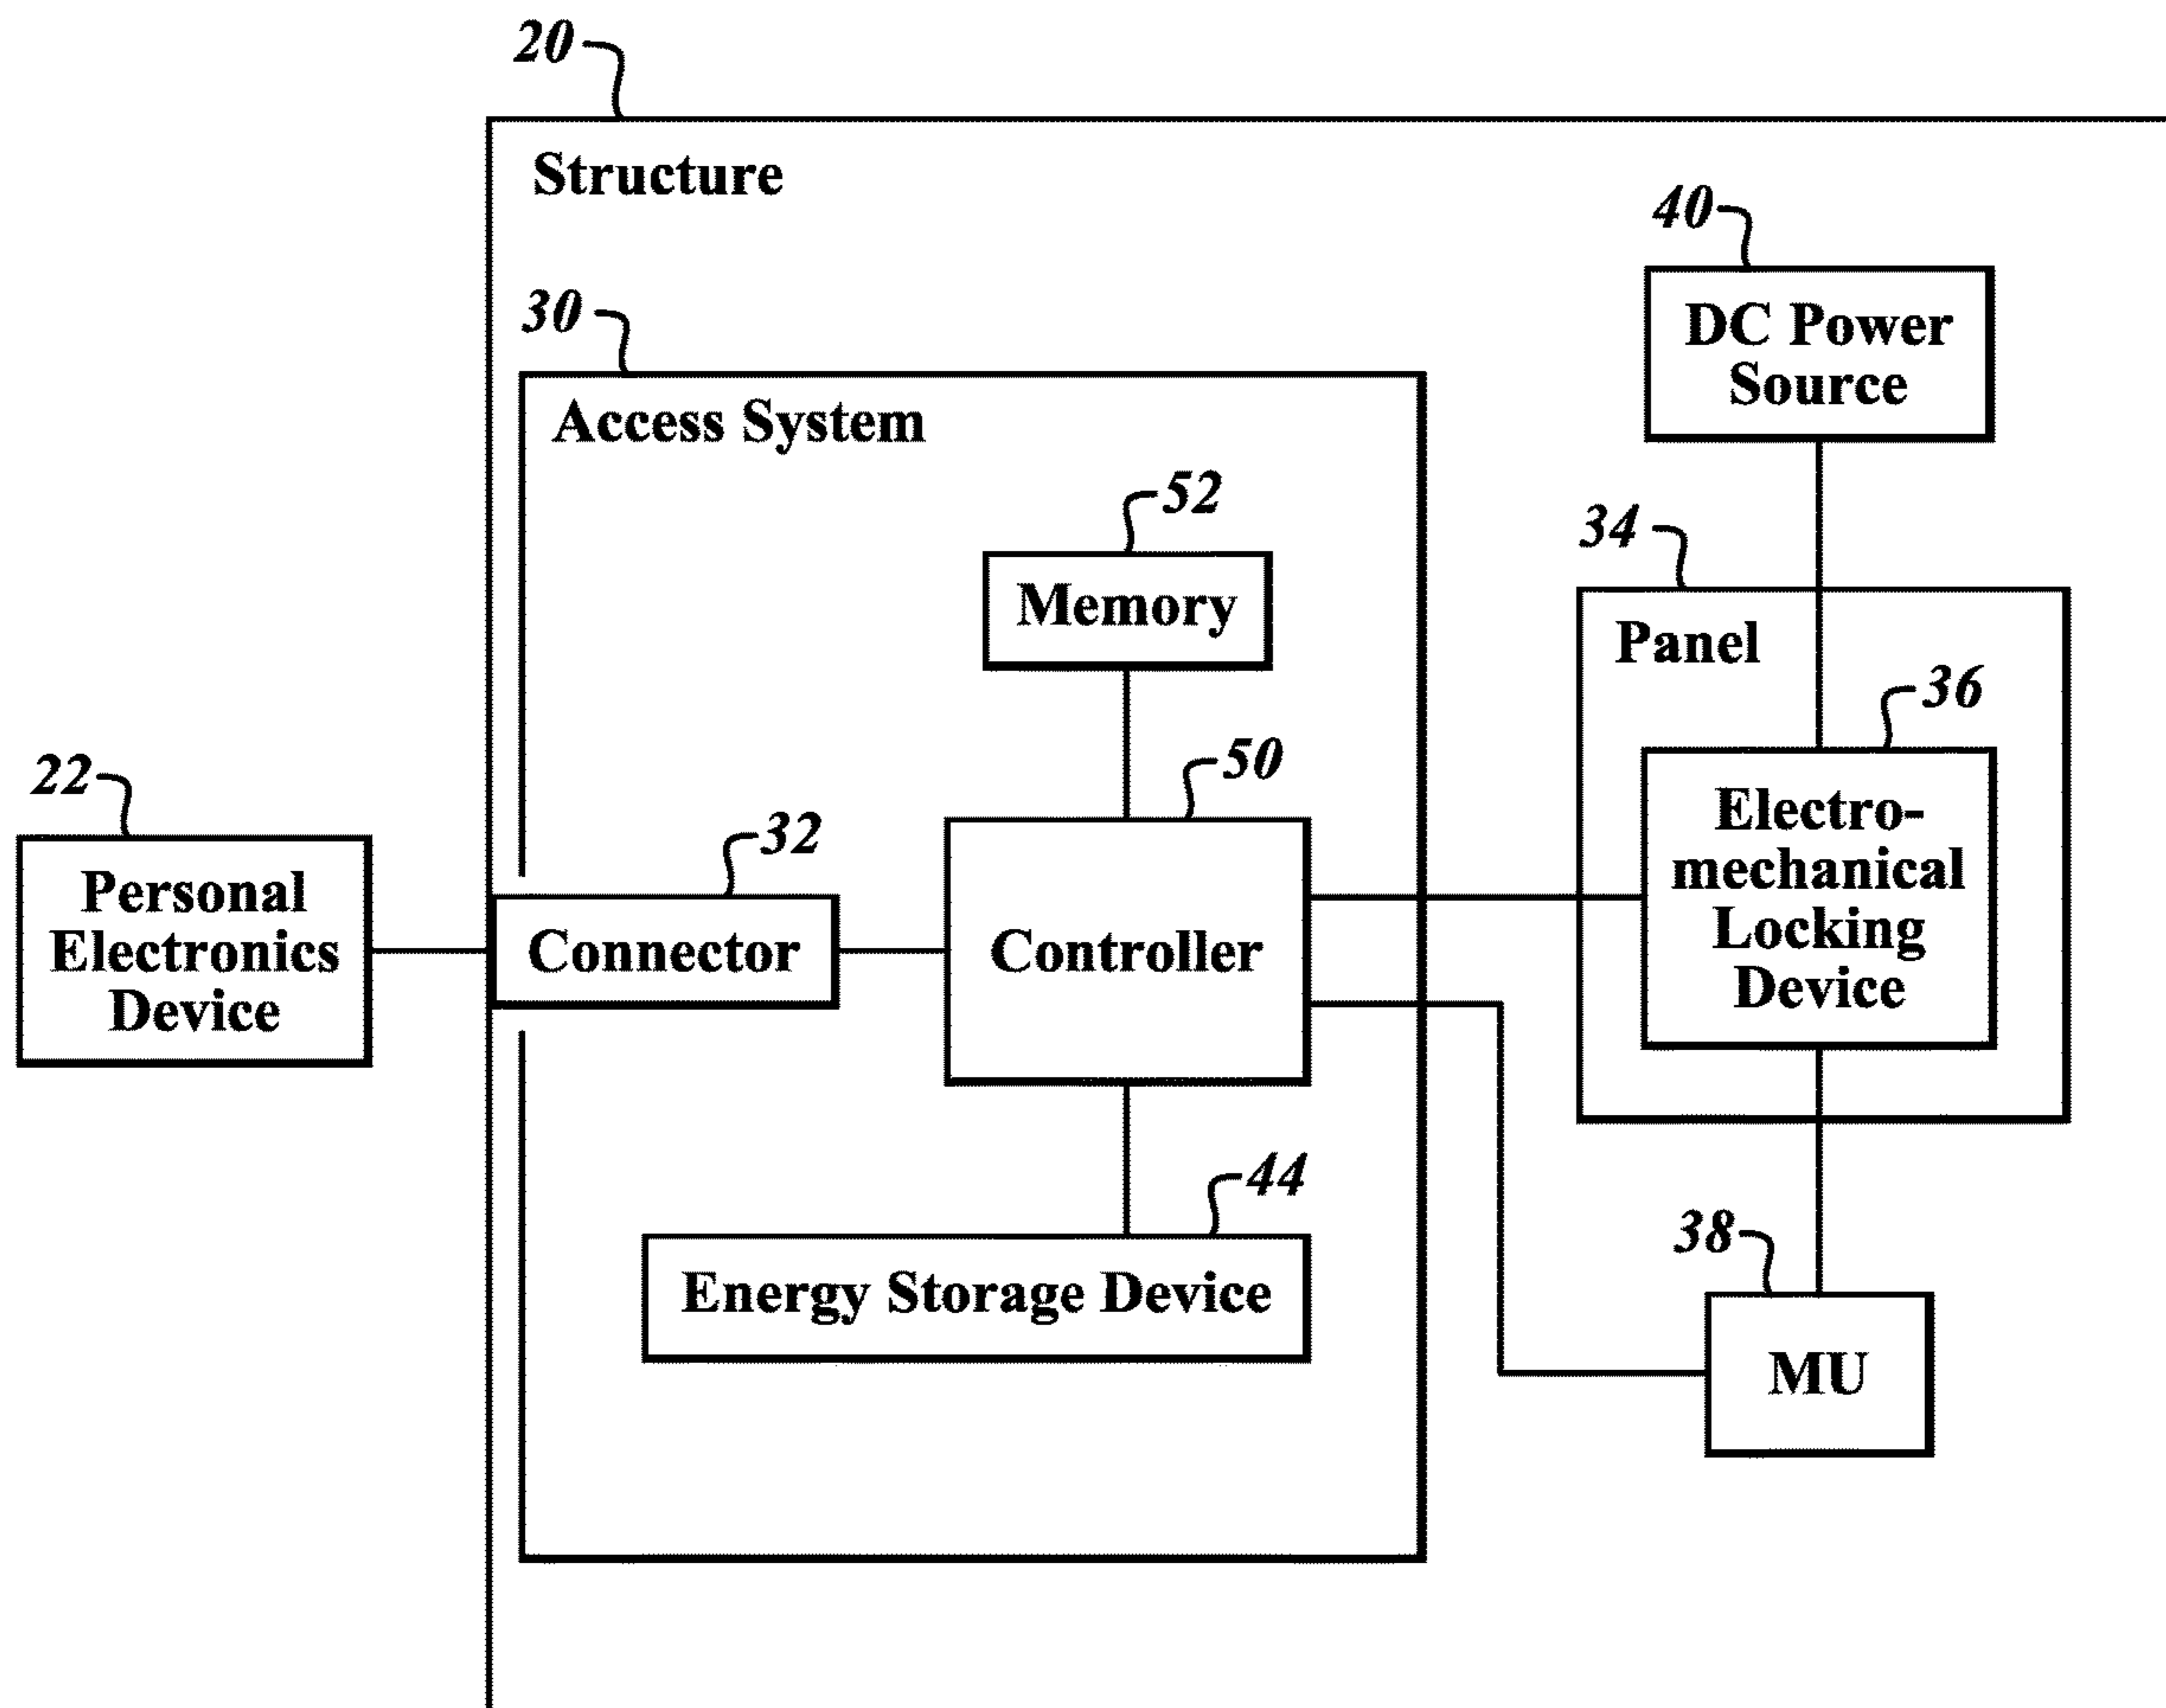 20
Structure
40
DC Power
Source
30
Access System
52
Memory
34
Panel
36
Electro-
mechanical
Locking
Device
50
Controller
22
Personal
Electronics
Device
32
Connector
44
Energy Storage Device
38
MU